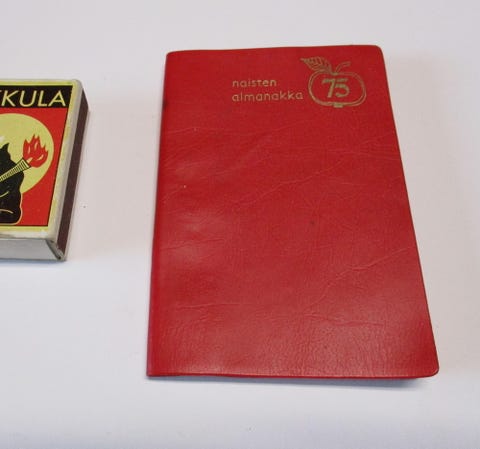 KULA
naisten
almanakka
75